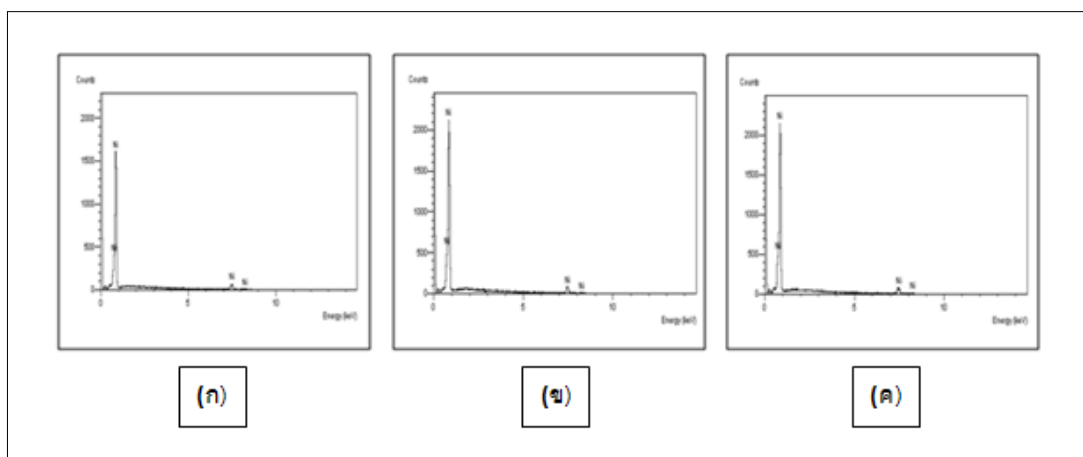 Counts
2000
1500
1000
500
0
Ni
Ni
Ni
Ni
0
5
10
Energy (keV)
(ก)
Counts
2000
1500
1000
500
0
Ni
Ni
Ni
Ni
0
5
10
Energy (keV)
(ข)
Counts
2000
1500
1000
500
0
Ni
Ni
Ni
Ni
0
5
10
Energy (keV)
(ค)